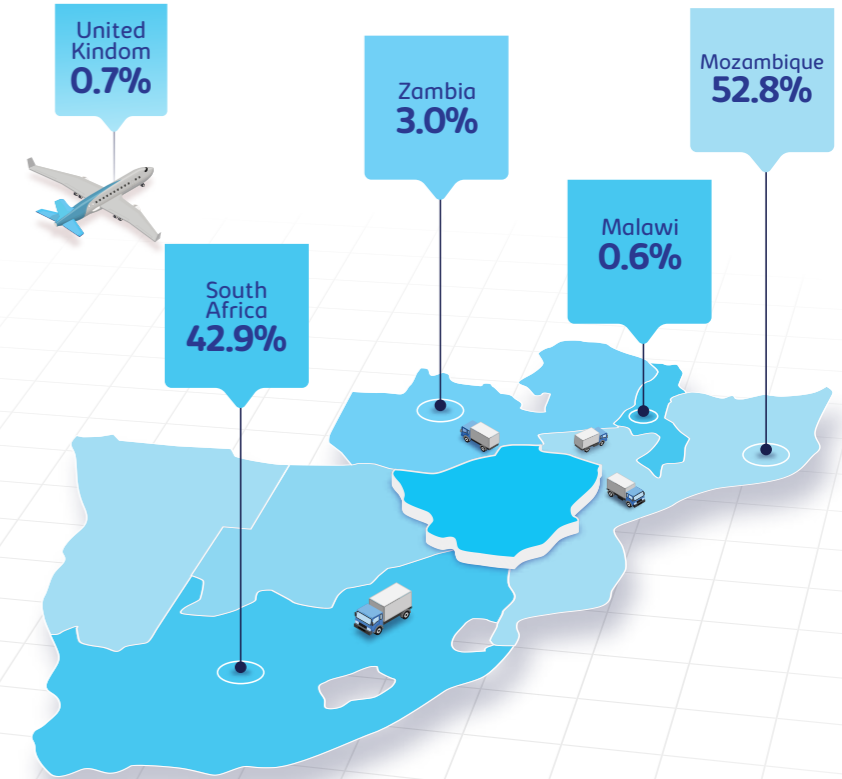 United
Kindom
0.7%
Zambia
3.0%
Mozambique
52.8%
Malawi
0.6%
South
Africa
42.9%